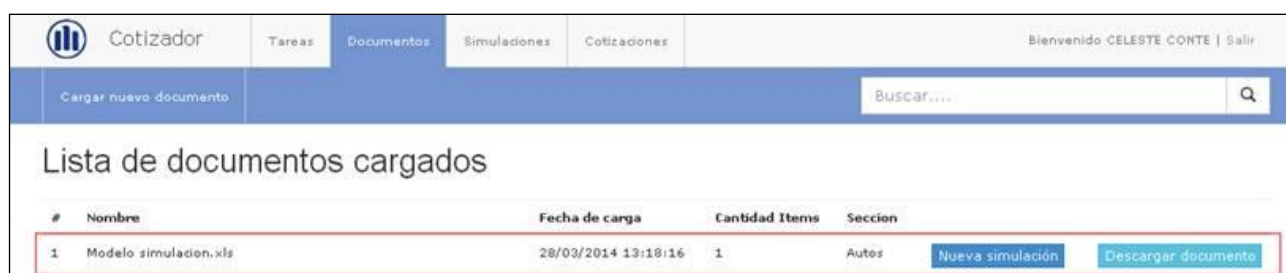 Cotizador Tareas Documentos Simulaciones Cotizaciones Bienvenido CELESTE CONTE | Salir
Cargar nuevo documento Buscar....
Lista de documentos cargados
# Nombre Fecha de carga Cantidad Items Seccion
1 Modelo simulacion.xls 28/03/2014 13:18:16 1 Autos Nueva simulación Descargar documento